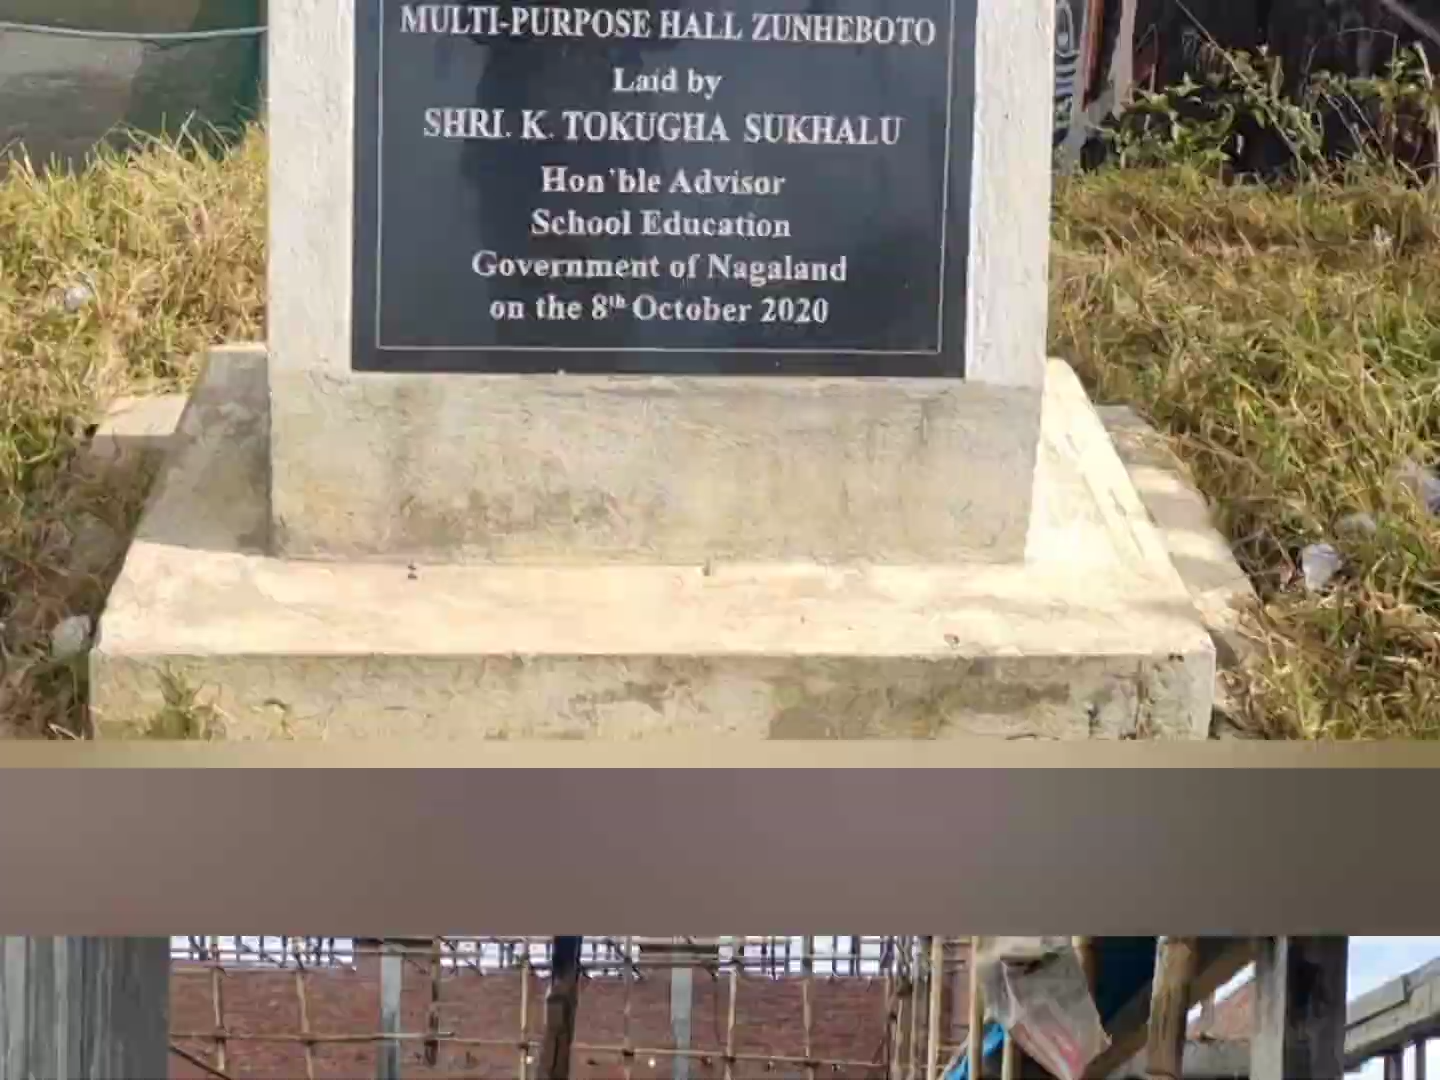 MULTI-PURPOSE HALL ZUNHEBOTO
Laid by
SHRI. K. TOKUGHA SUKHALU
Hon'ble Advisor
School Education
Government of Nagaland
on the 8th October 2020